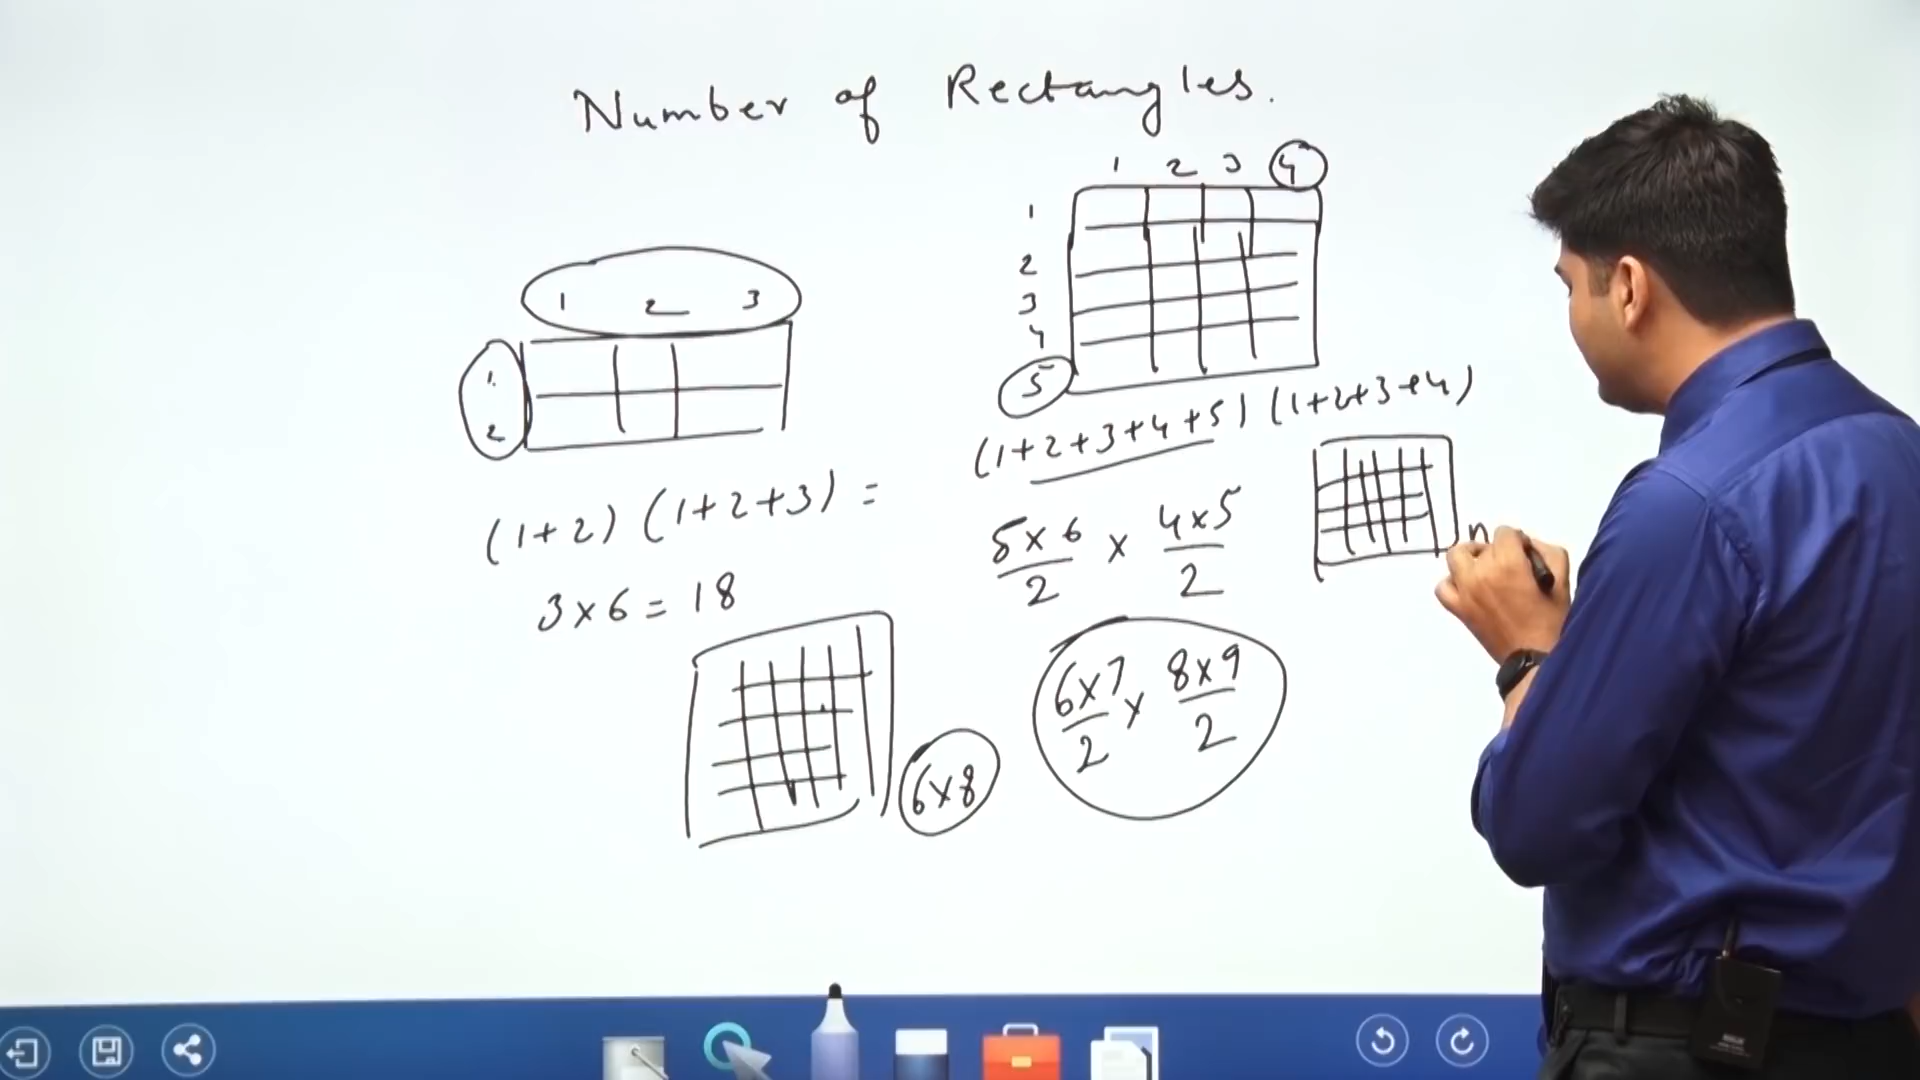 Number of Rectangles.
1 2 3
1
2
(1+2) (1+2+3) =
3×6=18
6×8
1 2 3 4
1
2
3
4
5
(1+2+3+4+5) (1+2+3+4)
5×6/2 × 4×5/2
6×7/2 × 8×9/2
n